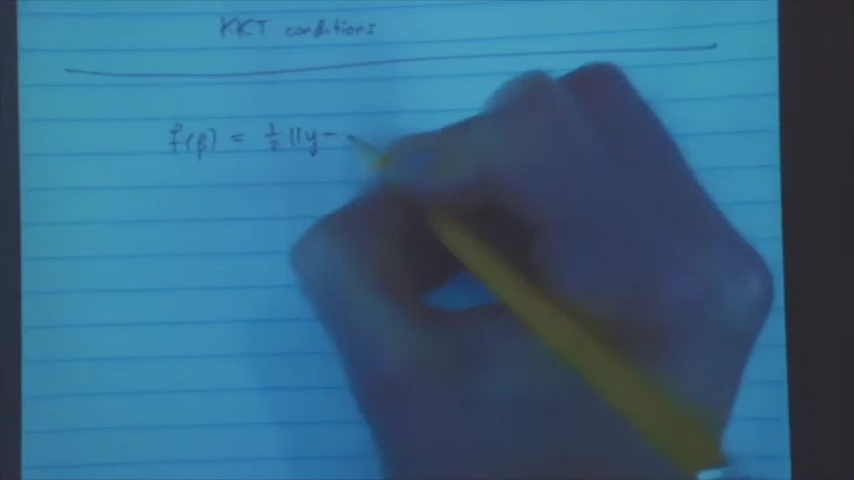 KKT conditions
f(β) = ½ ||y -